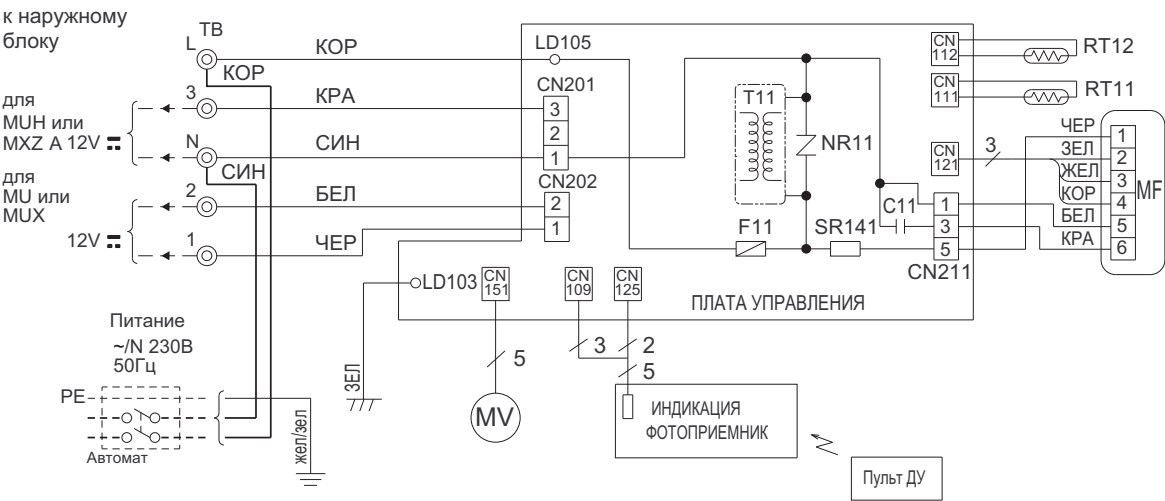 к наружному
блоку
TB
L
КОР
LD105
КОР
CN201
3
КРА
3
2
для
MUH или
MXZ A 12V
N
СИН
1
СИН
CN202
для
MU или
MUX
2
БЕЛ
2
1
12V
1
ЧЕР
T11
NR11
F11
SR141
C11
1
3
5
CN211
CN
112
RT12
CN
111
RT11
CN
121
3
ЧЕР
ЗЕЛ
ЖЕЛ
КОР
БЕЛ
КРА
1
2
3
4
5
6
MF
LD103
CN
151
CN
109
CN
125
ПЛАТА УПРАВЛЕНИЯ
ЗЕЛ
5
3
2
5
MV
ИНДИКАЦИЯ
ФОТОПРИЕМНИК
Пульт ДУ
Питание
~/N 230В
50Гц
PE
Автомат
жел/зел